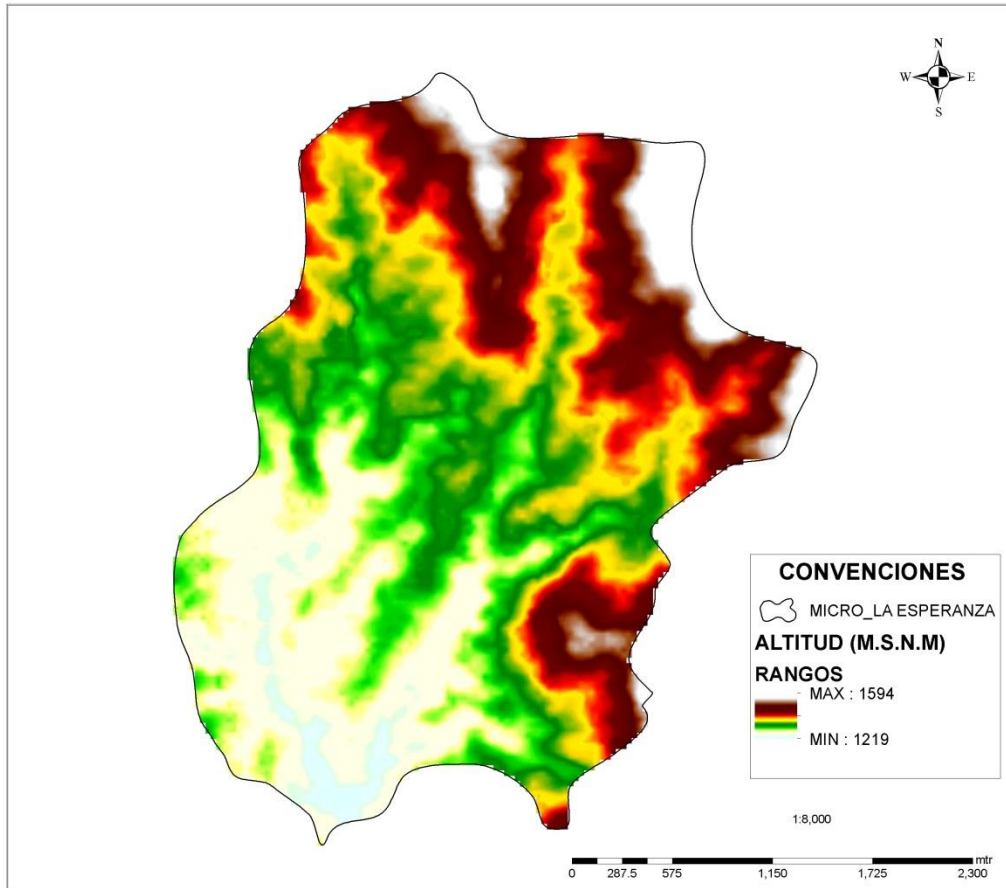 N
W E
S
CONVENCIONES
MICRO_LA ESPERANZA
ALTITUD (M.S.N.M)
RANGOS
MAX : 1594
MIN : 1219
1:8,000
mtr
0 287.5 575 1,150 1,725 2,300